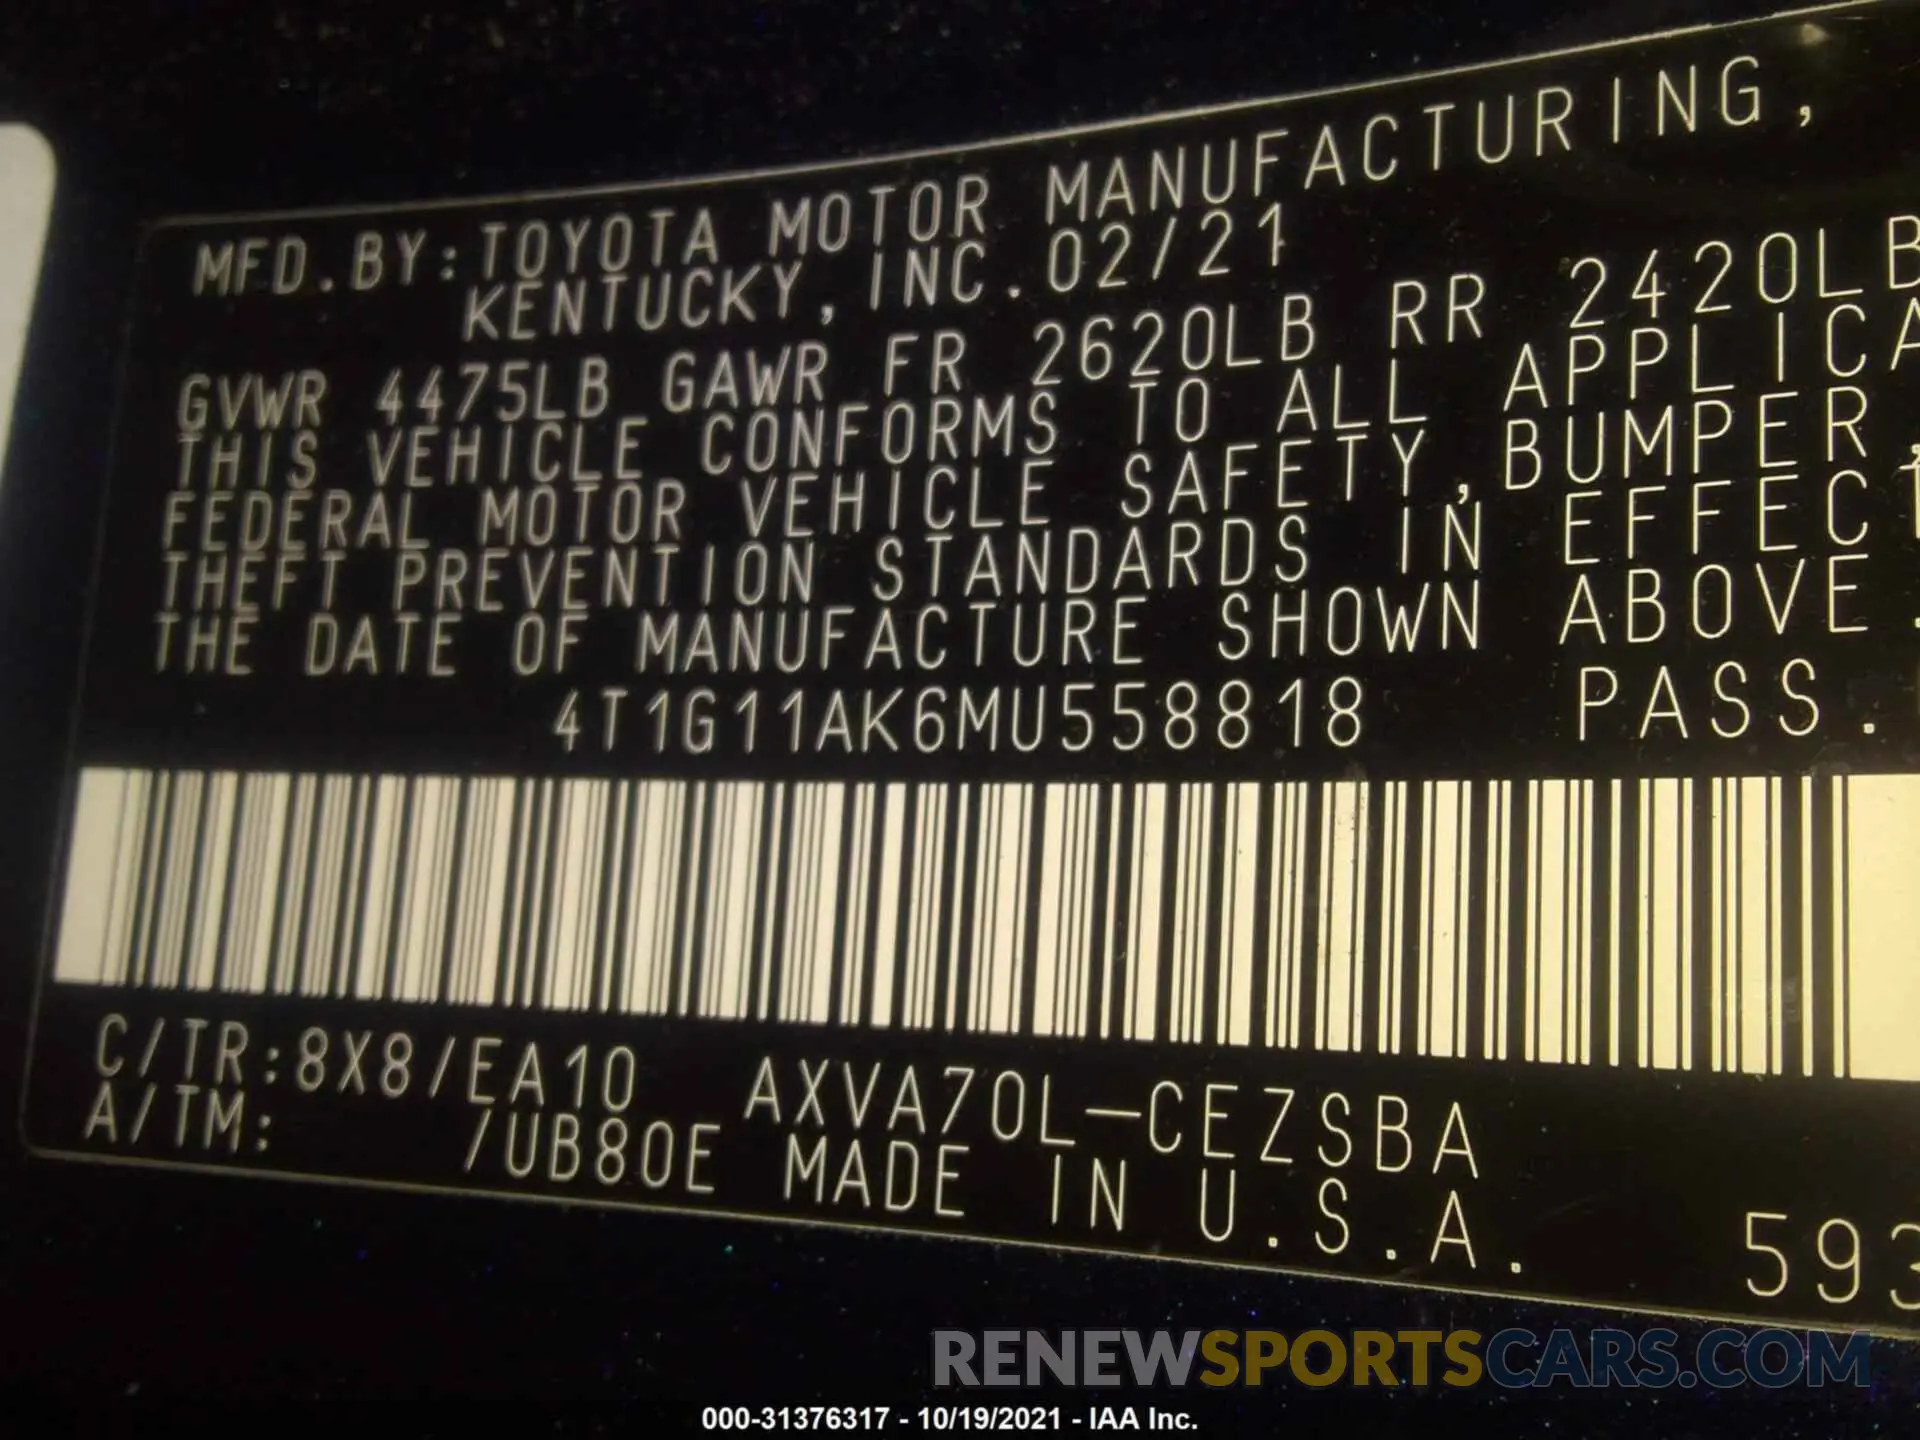 MFD.BY:TOYOTA MOTOR MANUFACTURING,
KENTUCKY, INC. 02/21
GVWR 4475LB GAWR FR 2620LB RR 2420LB
THIS VEHICLE CONFORMS TO ALL APPLICA
FEDERAL MOTOR VEHICLE SAFETY,BUMPER,
THEFT PREVENTION STANDARDS IN EFFECT
THE DATE OF MANUFACTURE SHOWN ABOVE.
4T1G11AK6MU558818 PASS.
C/TR:8X8/EA10 AXVA70L-CEZSBA
A/TM: /UB80E MADE IN U.S.A.
593
RENEWSPORTSCARS.COM
000-31376317 - 10/19/2021 - IAA Inc.